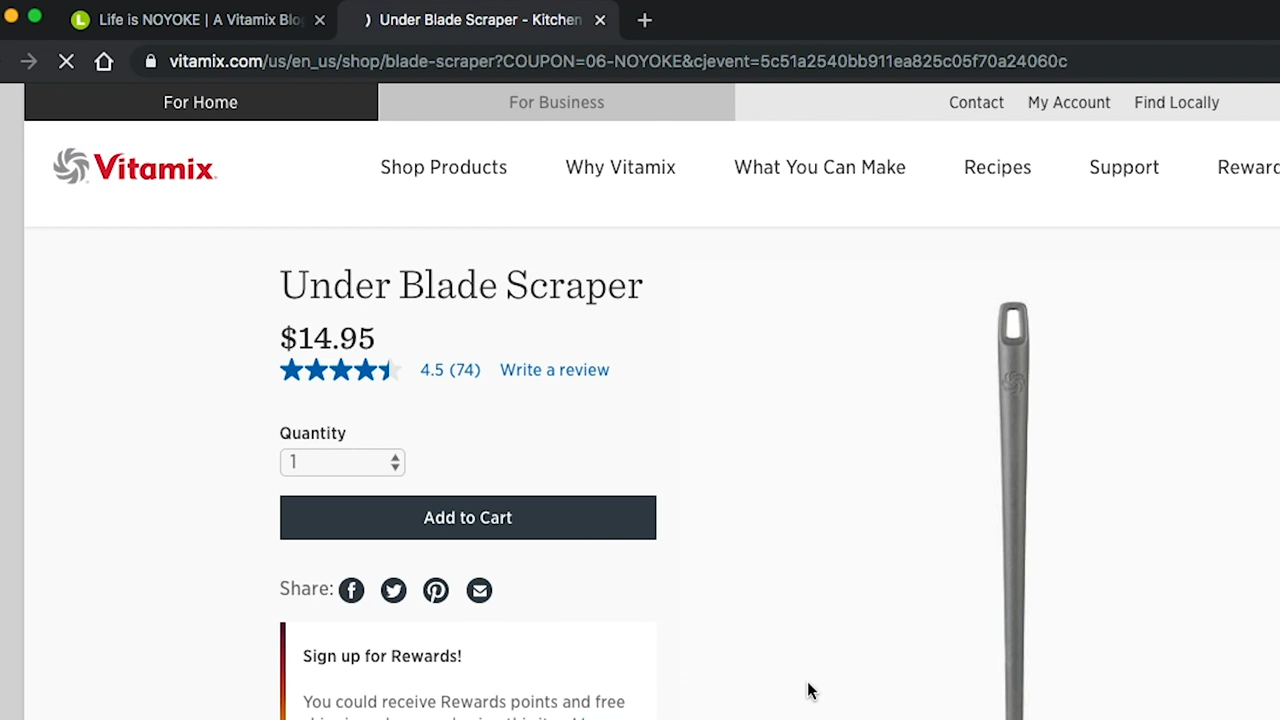 Life is NOYOKE | A Vitamix Blo
Under Blade Scraper - Kitchen
vitamix.com/us/en_us/shop/blade-scraper?COUPON=06-NOYOKE&cjevent=5c51a2540bb911ea825c05f70a24060c
For Home
For Business
Contact
My Account
Find Locally
Vitamix
Shop Products
Why Vitamix
What You Can Make
Recipes
Support
Reward
Under Blade Scraper
$14.95
4.5 (74)
Write a review
Quantity
1
Add to Cart
Share:
Sign up for Rewards!
You could receive Rewards points and free